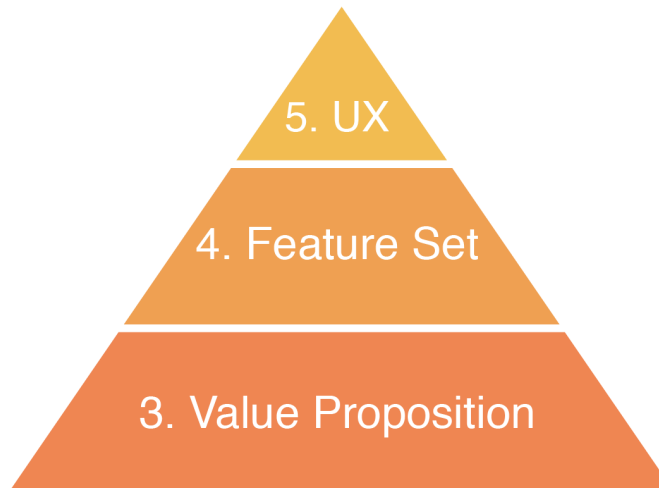 5. UX
4. Feature Set
3. Value Proposition